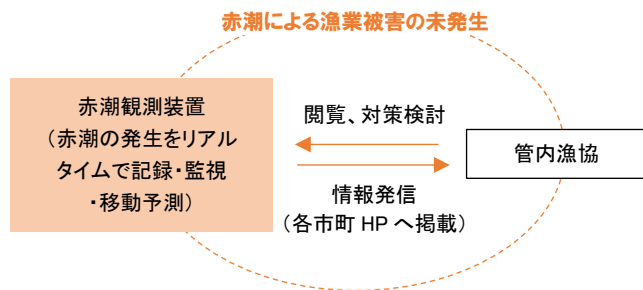 赤潮による漁業被害の未発生
赤潮観測装置
（赤潮の発生をリアル
タイムで記録・監視
・移動予測）
閲覧、対策検討
管内漁協
情報発信
（各市町 HP へ掲載）